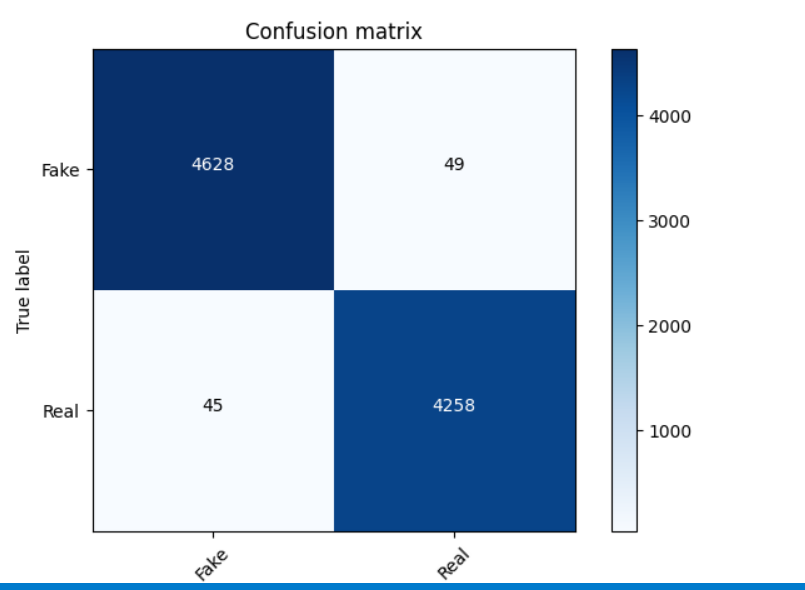 Confusion matrix
Fake
4628
49
True label
Real
45
4258
Fake
Real
4000
3000
2000
1000